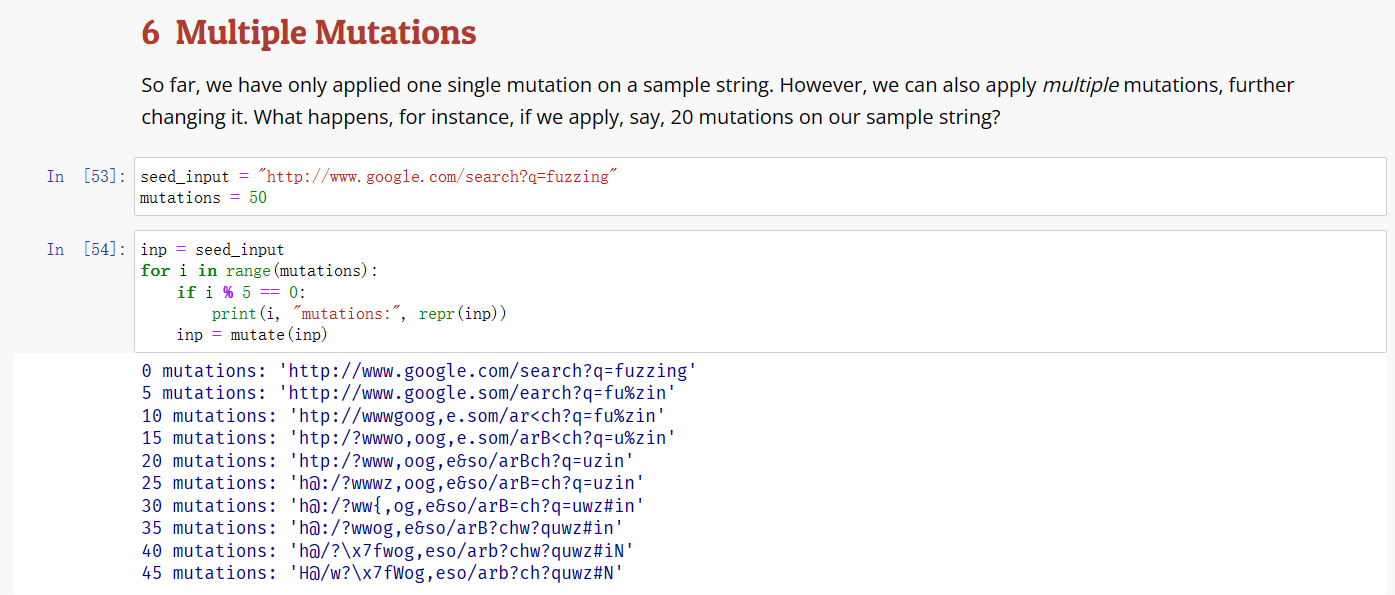 6 Multiple Mutations
So far, we have only applied one single mutation on a sample string. However, we can also apply multiple mutations, further
changing it. What happens, for instance, if we apply, say, 20 mutations on our sample string?
In [53]: seed_input = "http://www.google.com/search?q=fuzzing"
mutations = 50
In [54]: inp = seed_input
for i in range(mutations):
    if i % 5 == 0:
        print(i, "mutations:", repr(inp))
    inp = mutate(inp)
0 mutations: 'http://www.google.com/search?q=fuzzing'
5 mutations: 'http://www.google.som/earch?q=fu%zin'
10 mutations: 'htp://wwwgoog,e.som/ar<ch?q=fu%zin'
15 mutations: 'htp:/?wwwo,oog,e.som/arB<ch?q=u%zin'
20 mutations: 'htp:/?www,oog,e&so/arBch?q=uzin'
25 mutations: 'h@:/?wwwz,oog,e&so/arB=ch?q=uzin'
30 mutations: 'h@:/?ww{,og,e&so/arB=ch?q=uwz#in'
35 mutations: 'h@:/?wwog,e&so/arB?chw?quwz#in'
40 mutations: 'h@/?\x7fwog,eso/arb?chw?quwz#iN'
45 mutations: 'H@/w?\x7fWog,eso/arb?ch?quwz#N'